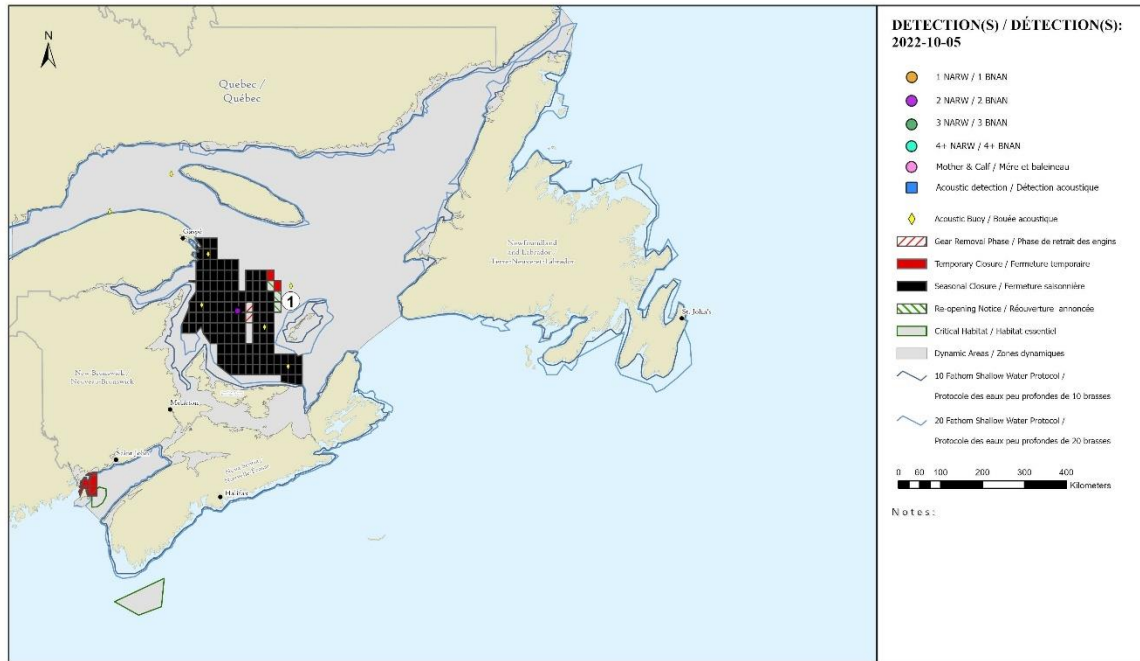 N
Quebec /
Québec
Gaspé
Newfoundland
and Labrador
Terre-Neuve-et-Labrador
1
St. John's
New Brunswick /
Nouveau-Brunswick
Moncton
Saint John
Halifax
DETECTION(S) / DÉTECTION(S):
2022-10-05
1 NARW / 1 BNAN
2 NARW / 2 BNAN
3 NARW / 3 BNAN
4+ NARW / 4+ BNAN
Mother & Calf / Mère et baleineau
Acoustic detection / Détection acoustique
Acoustic Buoy / Bouée acoustique
Gear Removal Phase / Phase de retrait des engins
Temporary Closure / Fermeture temporaire
Seasonal Closure / Fermeture saisonnière
Re-opening Notice / Réouverture annoncée
Critical Habitat / Habitat essentiel
Dynamic Areas / Zones dynamiques
10 Fathom Shallow Water Protocol /
Protocole des eaux peu profondes de 10 brasses
20 Fathom Shallow Water Protocol /
Protocole des eaux peu profondes de 20 brasses
0 50 100 200 300 400
Kilometers
Notes: